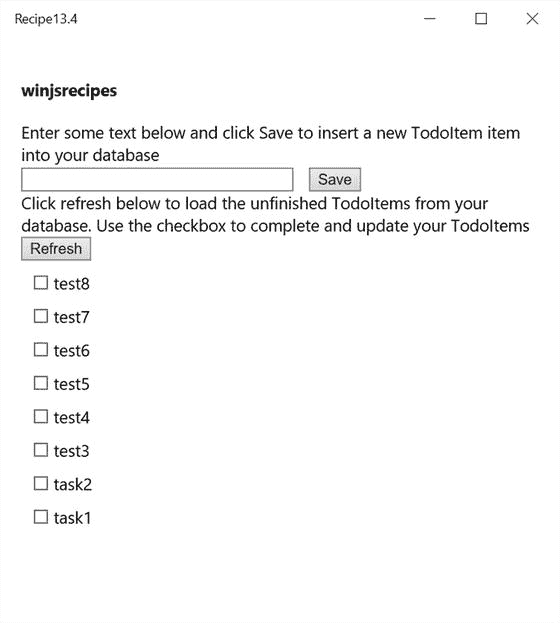 Recipe13.4
winjsrecipes
Enter some text below and click Save to insert a new TodoItem item
into your database
Save
Click refresh below to load the unfinished TodoItems from your
database. Use the checkbox to complete and update your TodoItems
Refresh
test8
test7
test6
test5
test4
test3
task2
task1